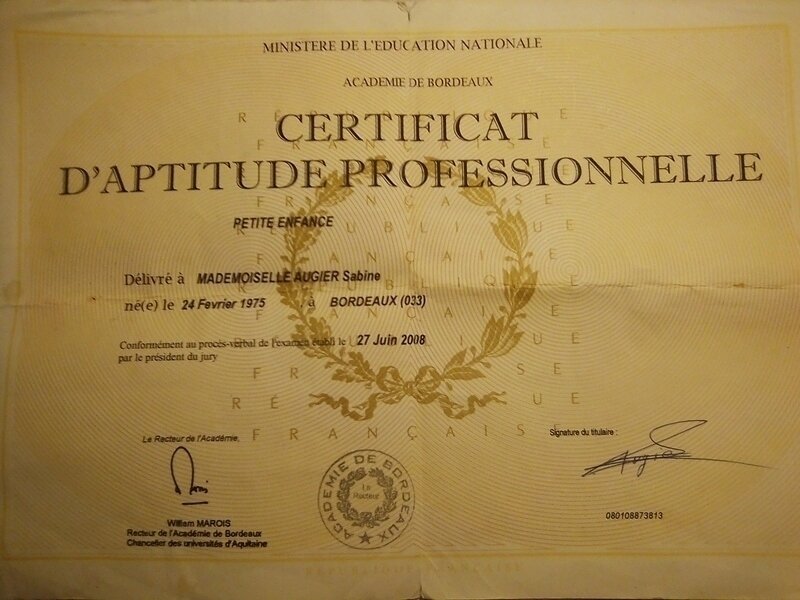 MINISTERE DE L'EDUCATION NATIONALE
ACADEMIE DE BORDEAUX
CERTIFICAT
D'APTITUDE PROFESSIONNELLE
PETITE ENFANCE
Délivré à MADEMOISELLE AUGIER Sabine
né(e) le 24 Fevrier 1975 , à BORDEAUX (033)
Conformément au procès-verbal de l'examen établi le 27 Juin 2008
par le président du jury
Le Recteur de l'Académie,
Signature du titulaire :
ACADEMIE DE BORDEAUX
Le
Recteur
Augier
080108873813
William MAROIS
Recteur de l'Académie de Bordeaux
Chancelier des universités d'Aquitaine
RÉPUBLIQUE FRANÇAISE